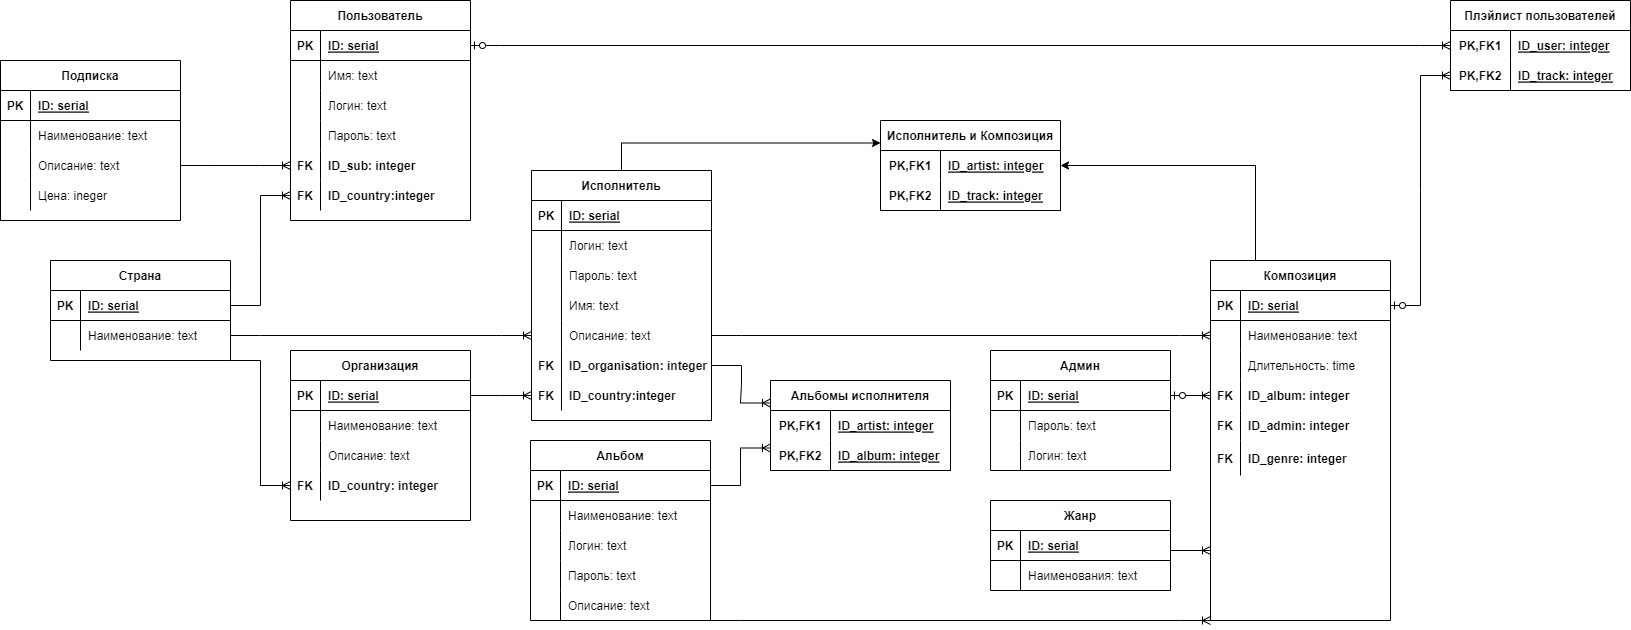 Пользователь
PK ID: serial
Имя: text
Логин: text
Пароль: text
FK ID_sub: integer
FK ID_country:integer
Плэйлист пользователей
PK,FK1 ID_user: integer
PK,FK2 ID_track: integer
Подписка
PK ID: serial
Наименование: text
Описание: text
Цена: ineger
Исполнитель и Композиция
PK,FK1 ID_artist: integer
PK,FK2 ID_track: integer
Исполнитель
PK ID: serial
Логин: text
Пароль: text
Имя: text
Описание: text
FK ID_organisation: integer
FK ID_country:integer
Страна
PK ID: serial
Наименование: text
Композиция
PK ID: serial
Наименование: text
Длительность: time
FK ID_album: integer
FK ID_admin: integer
FK ID_genre: integer
Организация
PK ID: serial
Наименование: text
Описание: text
FK ID_country: integer
Админ
PK ID: serial
Пароль: text
Логин: text
Альбомы исполнителя
PK,FK1 ID_artist: integer
PK,FK2 ID_album: integer
Альбом
PK ID: serial
Наименование: text
Логин: text
Пароль: text
Описание: text
Жанр
PK ID: serial
Наименования: text